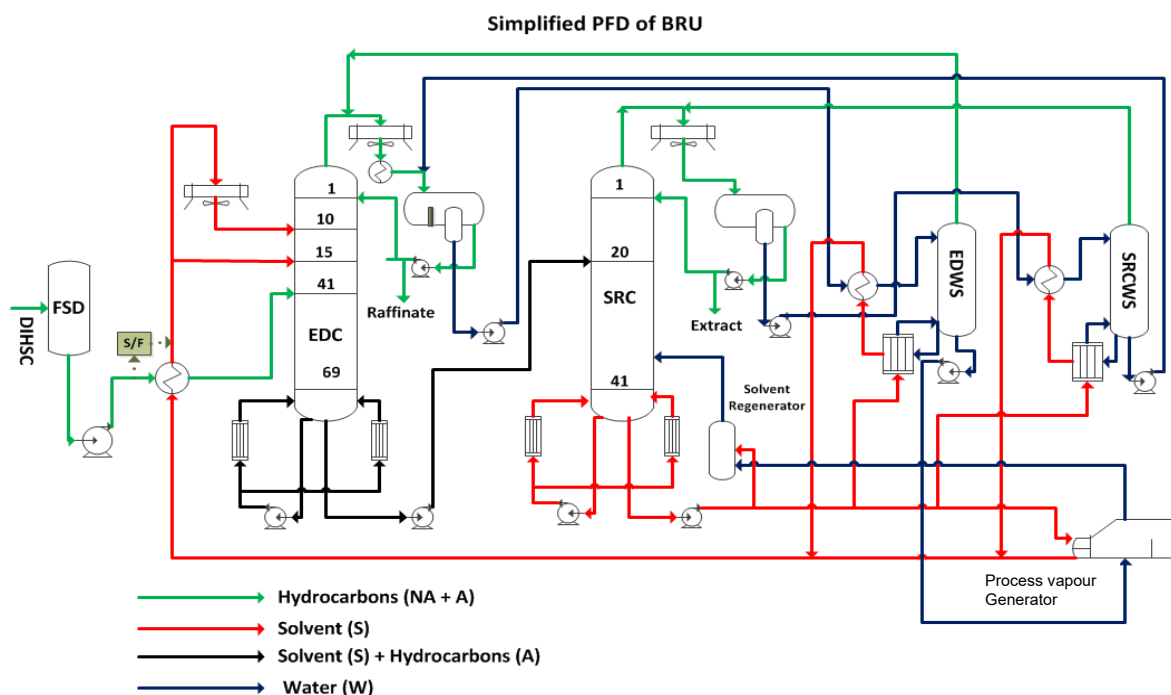 Simplified PFD of BRU
1
10
15
41
EDC
69
Raffinate
1
20
SRC
41
Extract
EDWS
SRCWS
FSD
DIHSC
S/F
Solvent
Regenerator
Process vapour
Generator
Hydrocarbons (NA + A)
Solvent (S)
Solvent (S) + Hydrocarbons (A)
Water (W)